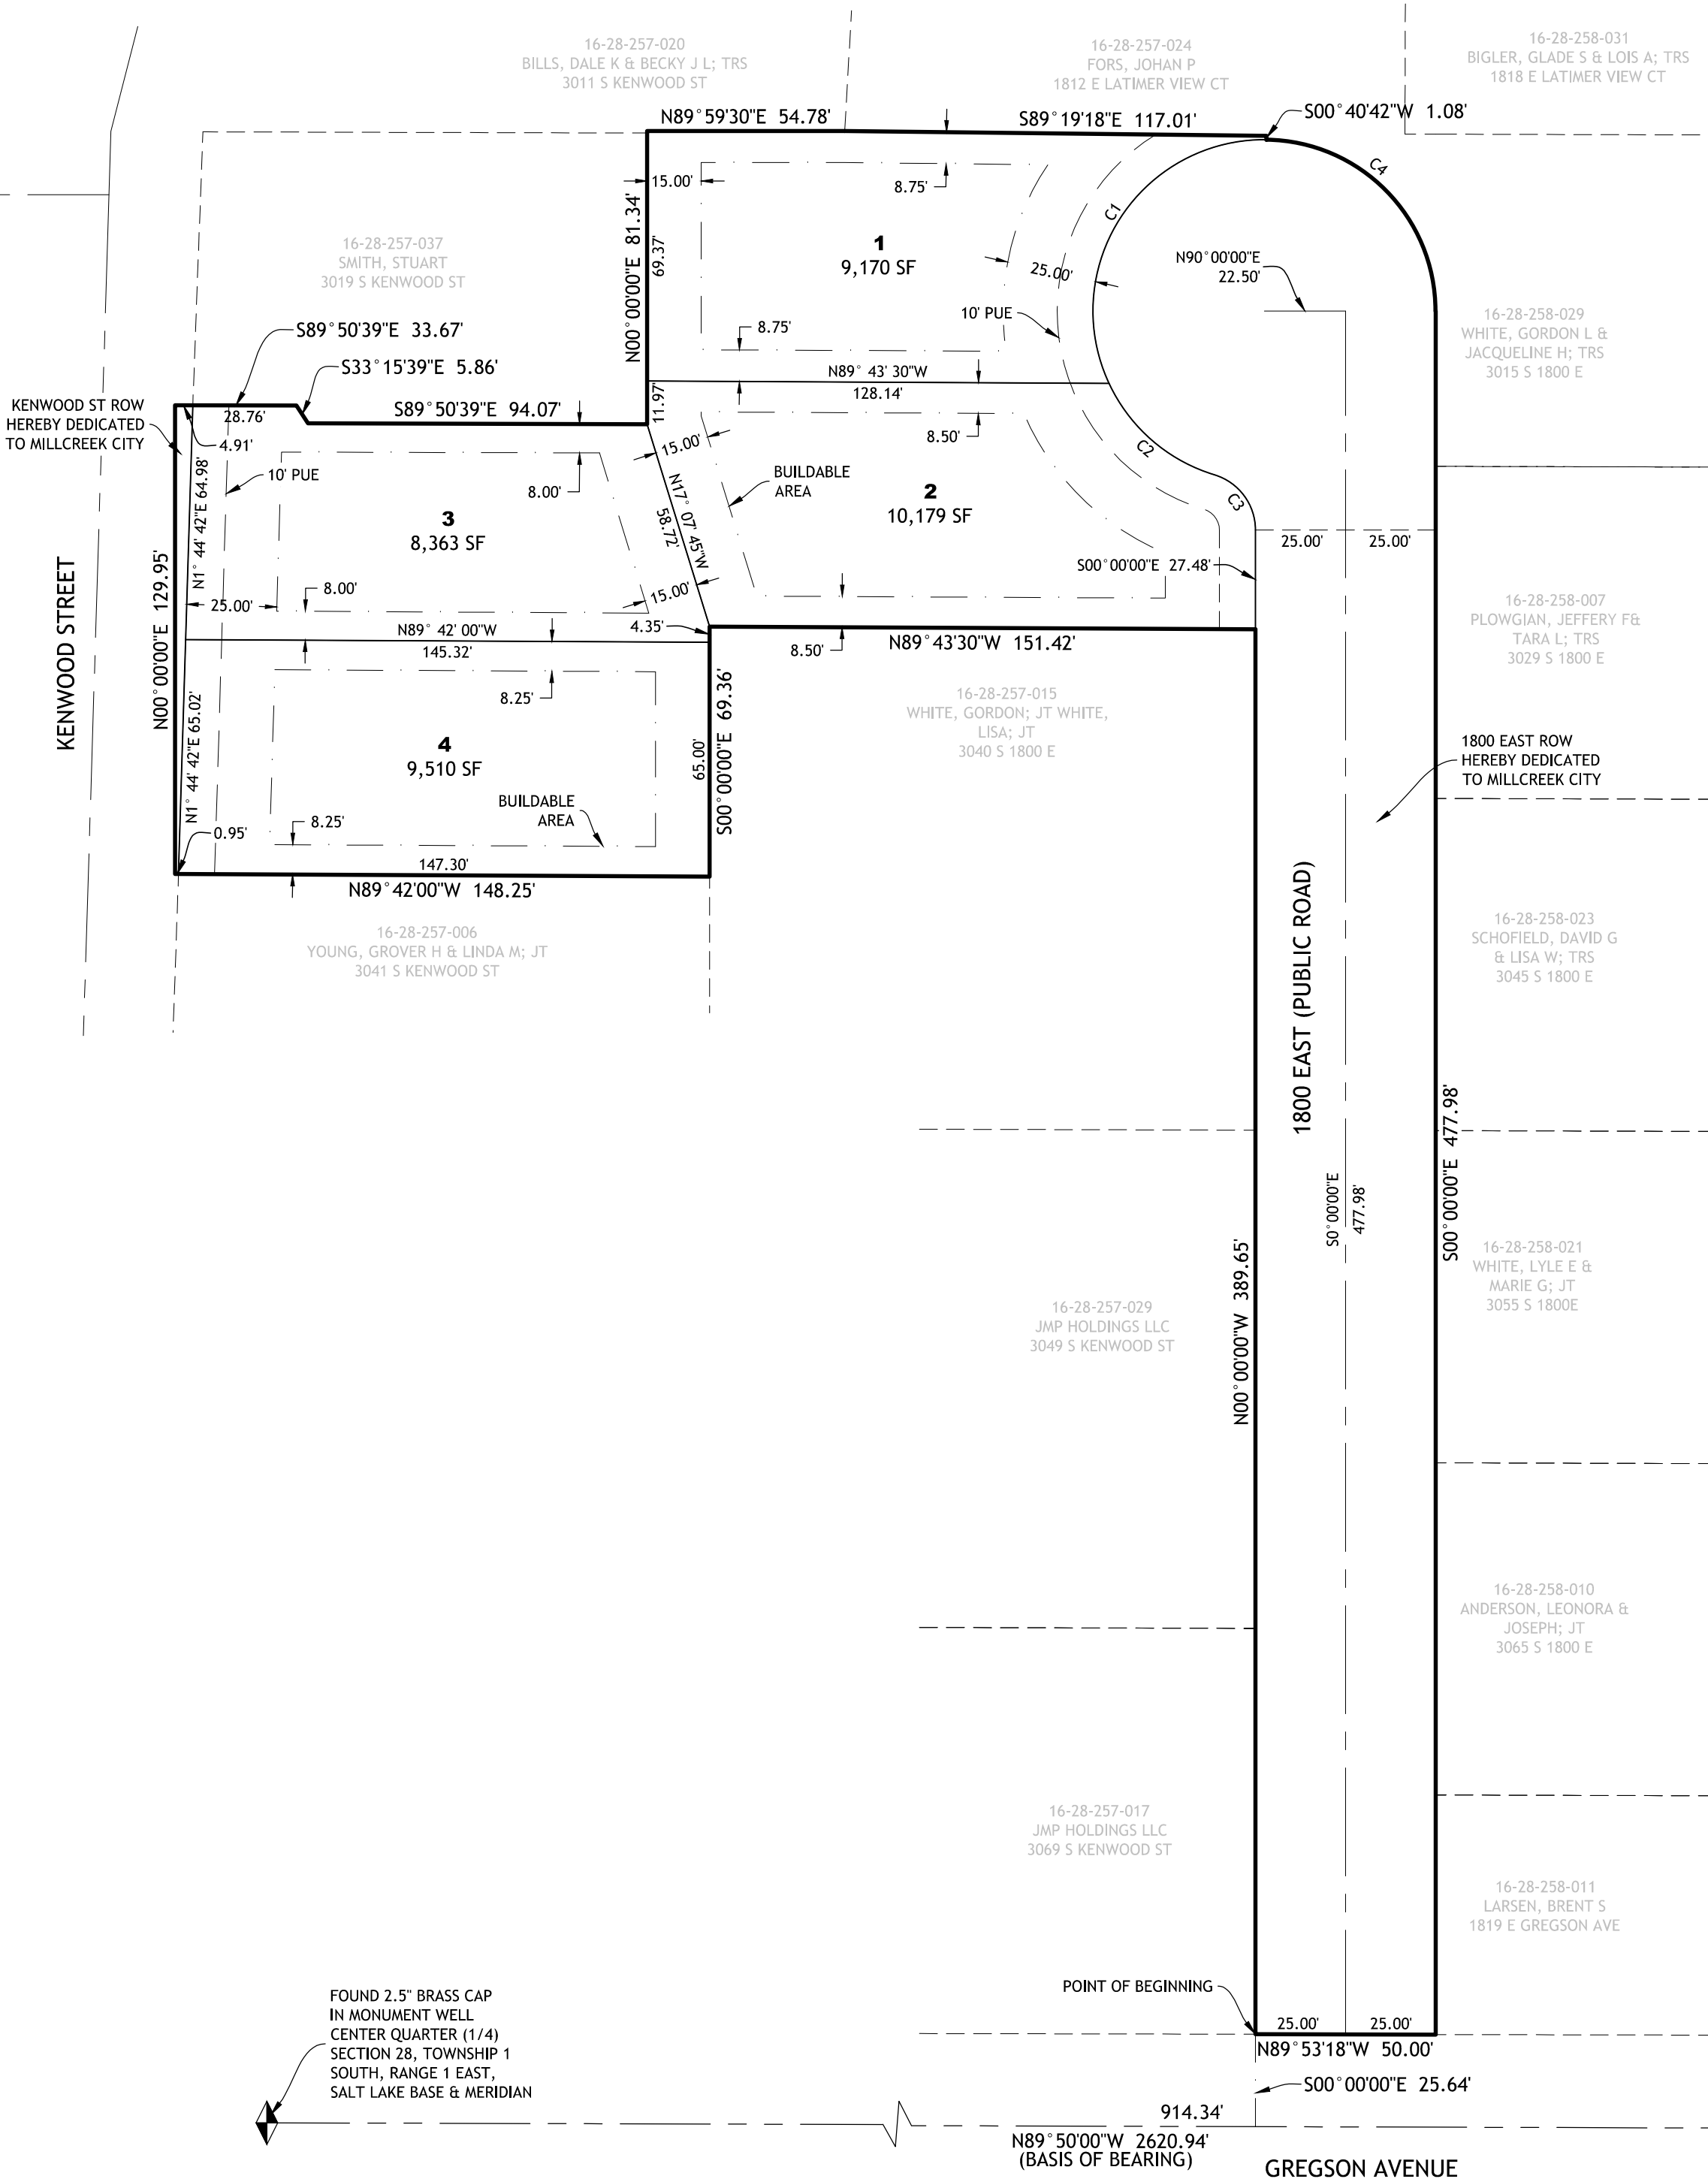 16-28-257-020
BILLS, DALE K & BECKY J L; TRS
3011 S KENWOOD ST
16-28-257-024
FORS, JOHAN P
1812 E LATIMER VIEW CT
16-28-258-031
BIGLER, GLADE S & LOIS A; TRS
1818 E LATIMER VIEW CT
N89°59'30"E 54.78'
S89°19'18"E 117.01'
S00°40'42"W 1.08'
C4
15.00'
8.75'
N00°00'00"E 81.34'
69.37'
C1
1
9,170 SF
16-28-257-037
SMITH, STUART
3019 S KENWOOD ST
25.00'
N90°00'00"E
22.50'
10' PUE
8.75'
16-28-258-029
WHITE, GORDON L &
JACQUELINE H; TRS
3015 S 1800 E
S89°50'39"E 33.67'
S33°15'39"E 5.86'
N89° 43' 30"W
128.14'
11.97'
KENWOOD ST ROW
HEREBY DEDICATED
TO MILLCREEK CITY
28.76'
4.91'
S89°50'39"E 94.07'
8.50'
15.00'
C2
10' PUE
N1° 44' 42"E 64.98'
8.00'
BUILDABLE
AREA
N17° 07' 45"W
58.72'
2
10,179 SF
C3
3
8,363 SF
25.00'
25.00'
S00°00'00"E 27.48'
KENWOOD STREET
N00°00'00"E 129.95'
8.00'
25.00'
15.00'
16-28-258-007
PLOWGIAN, JEFFERY F&
TARA L; TRS
3029 S 1800 E
N89° 42' 00"W
145.32'
4.35'
8.50'
N89°43'30"W 151.42'
8.25'
S00°00'00"E 69.36'
65.00'
16-28-257-015
WHITE, GORDON; JT WHITE,
LISA; JT
3040 S 1800 E
N1° 44' 42"E 65.02'
4
9,510 SF
1800 EAST ROW
HEREBY DEDICATED
TO MILLCREEK CITY
BUILDABLE
AREA
8.25'
0.95'
147.30'
N89°42'00"W 148.25'
16-28-257-006
YOUNG, GROVER H & LINDA M; JT
3041 S KENWOOD ST
1800 EAST (PUBLIC ROAD)
16-28-258-023
SCHOFIELD, DAVID G
& LISA W; TRS
3045 S 1800 E
S0°00'00"E
477.98'
S00°00'00"E 477.98'
N00°00'00"W 389.65'
16-28-258-021
WHITE, LYLE E &
MARIE G; JT
3055 S 1800E
16-28-257-029
JMP HOLDINGS LLC
3049 S KENWOOD ST
16-28-258-010
ANDERSON, LEONORA &
JOSEPH; JT
3065 S 1800 E
16-28-257-017
JMP HOLDINGS LLC
3069 S KENWOOD ST
16-28-258-011
LARSEN, BRENT S
1819 E GREGSON AVE
POINT OF BEGINNING
25.00'
25.00'
N89°53'18"W 50.00'
FOUND 2.5" BRASS CAP
IN MONUMENT WELL
CENTER QUARTER (1/4)
SECTION 28, TOWNSHIP 1
SOUTH, RANGE 1 EAST,
SALT LAKE BASE & MERIDIAN
S00°00'00"E 25.64'
914.34'
N89°50'00"W 2620.94'
(BASIS OF BEARING)
GREGSON AVENUE